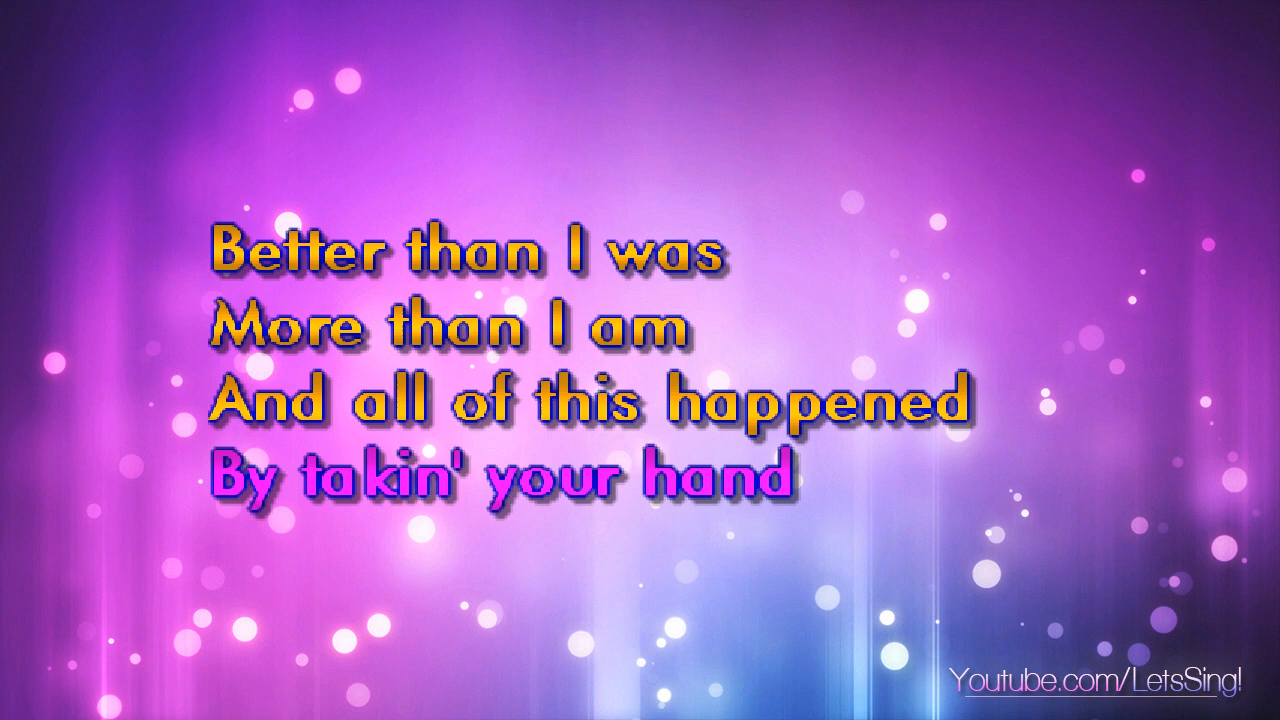 Better than I was
More than I am
And all of this happened
By takin' your hand
Youtube.com/LetsSing!